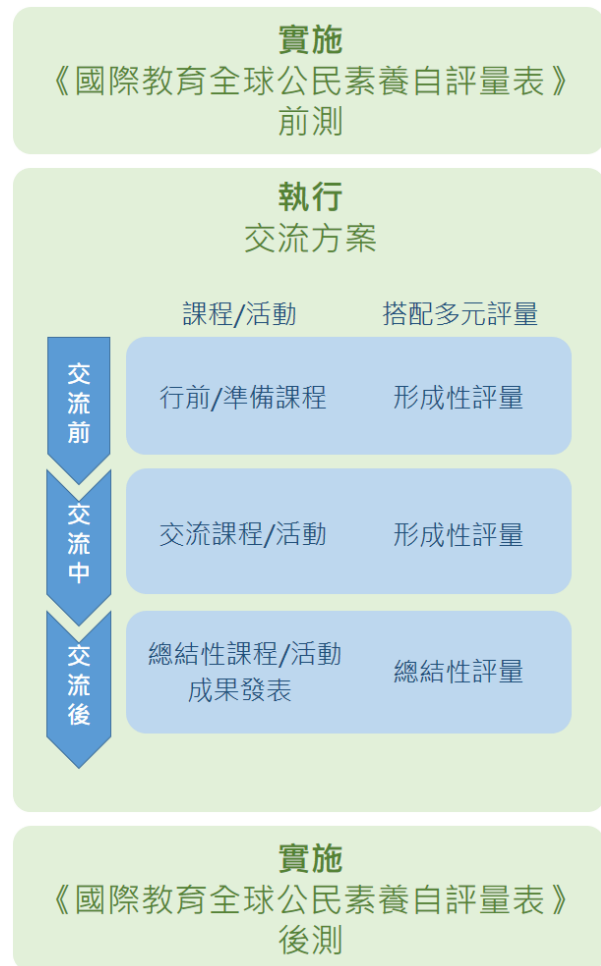 實施
《國際教育全球公民素養自評量表》
前測
執行
交流方案
課程/活動 搭配多元評量
交流前
行前/準備課程 形成性評量
交流中
交流課程/活動 形成性評量
交流後
總結性課程/活動
成果發表
總結性評量
實施
《國際教育全球公民素養自評量表》
後測